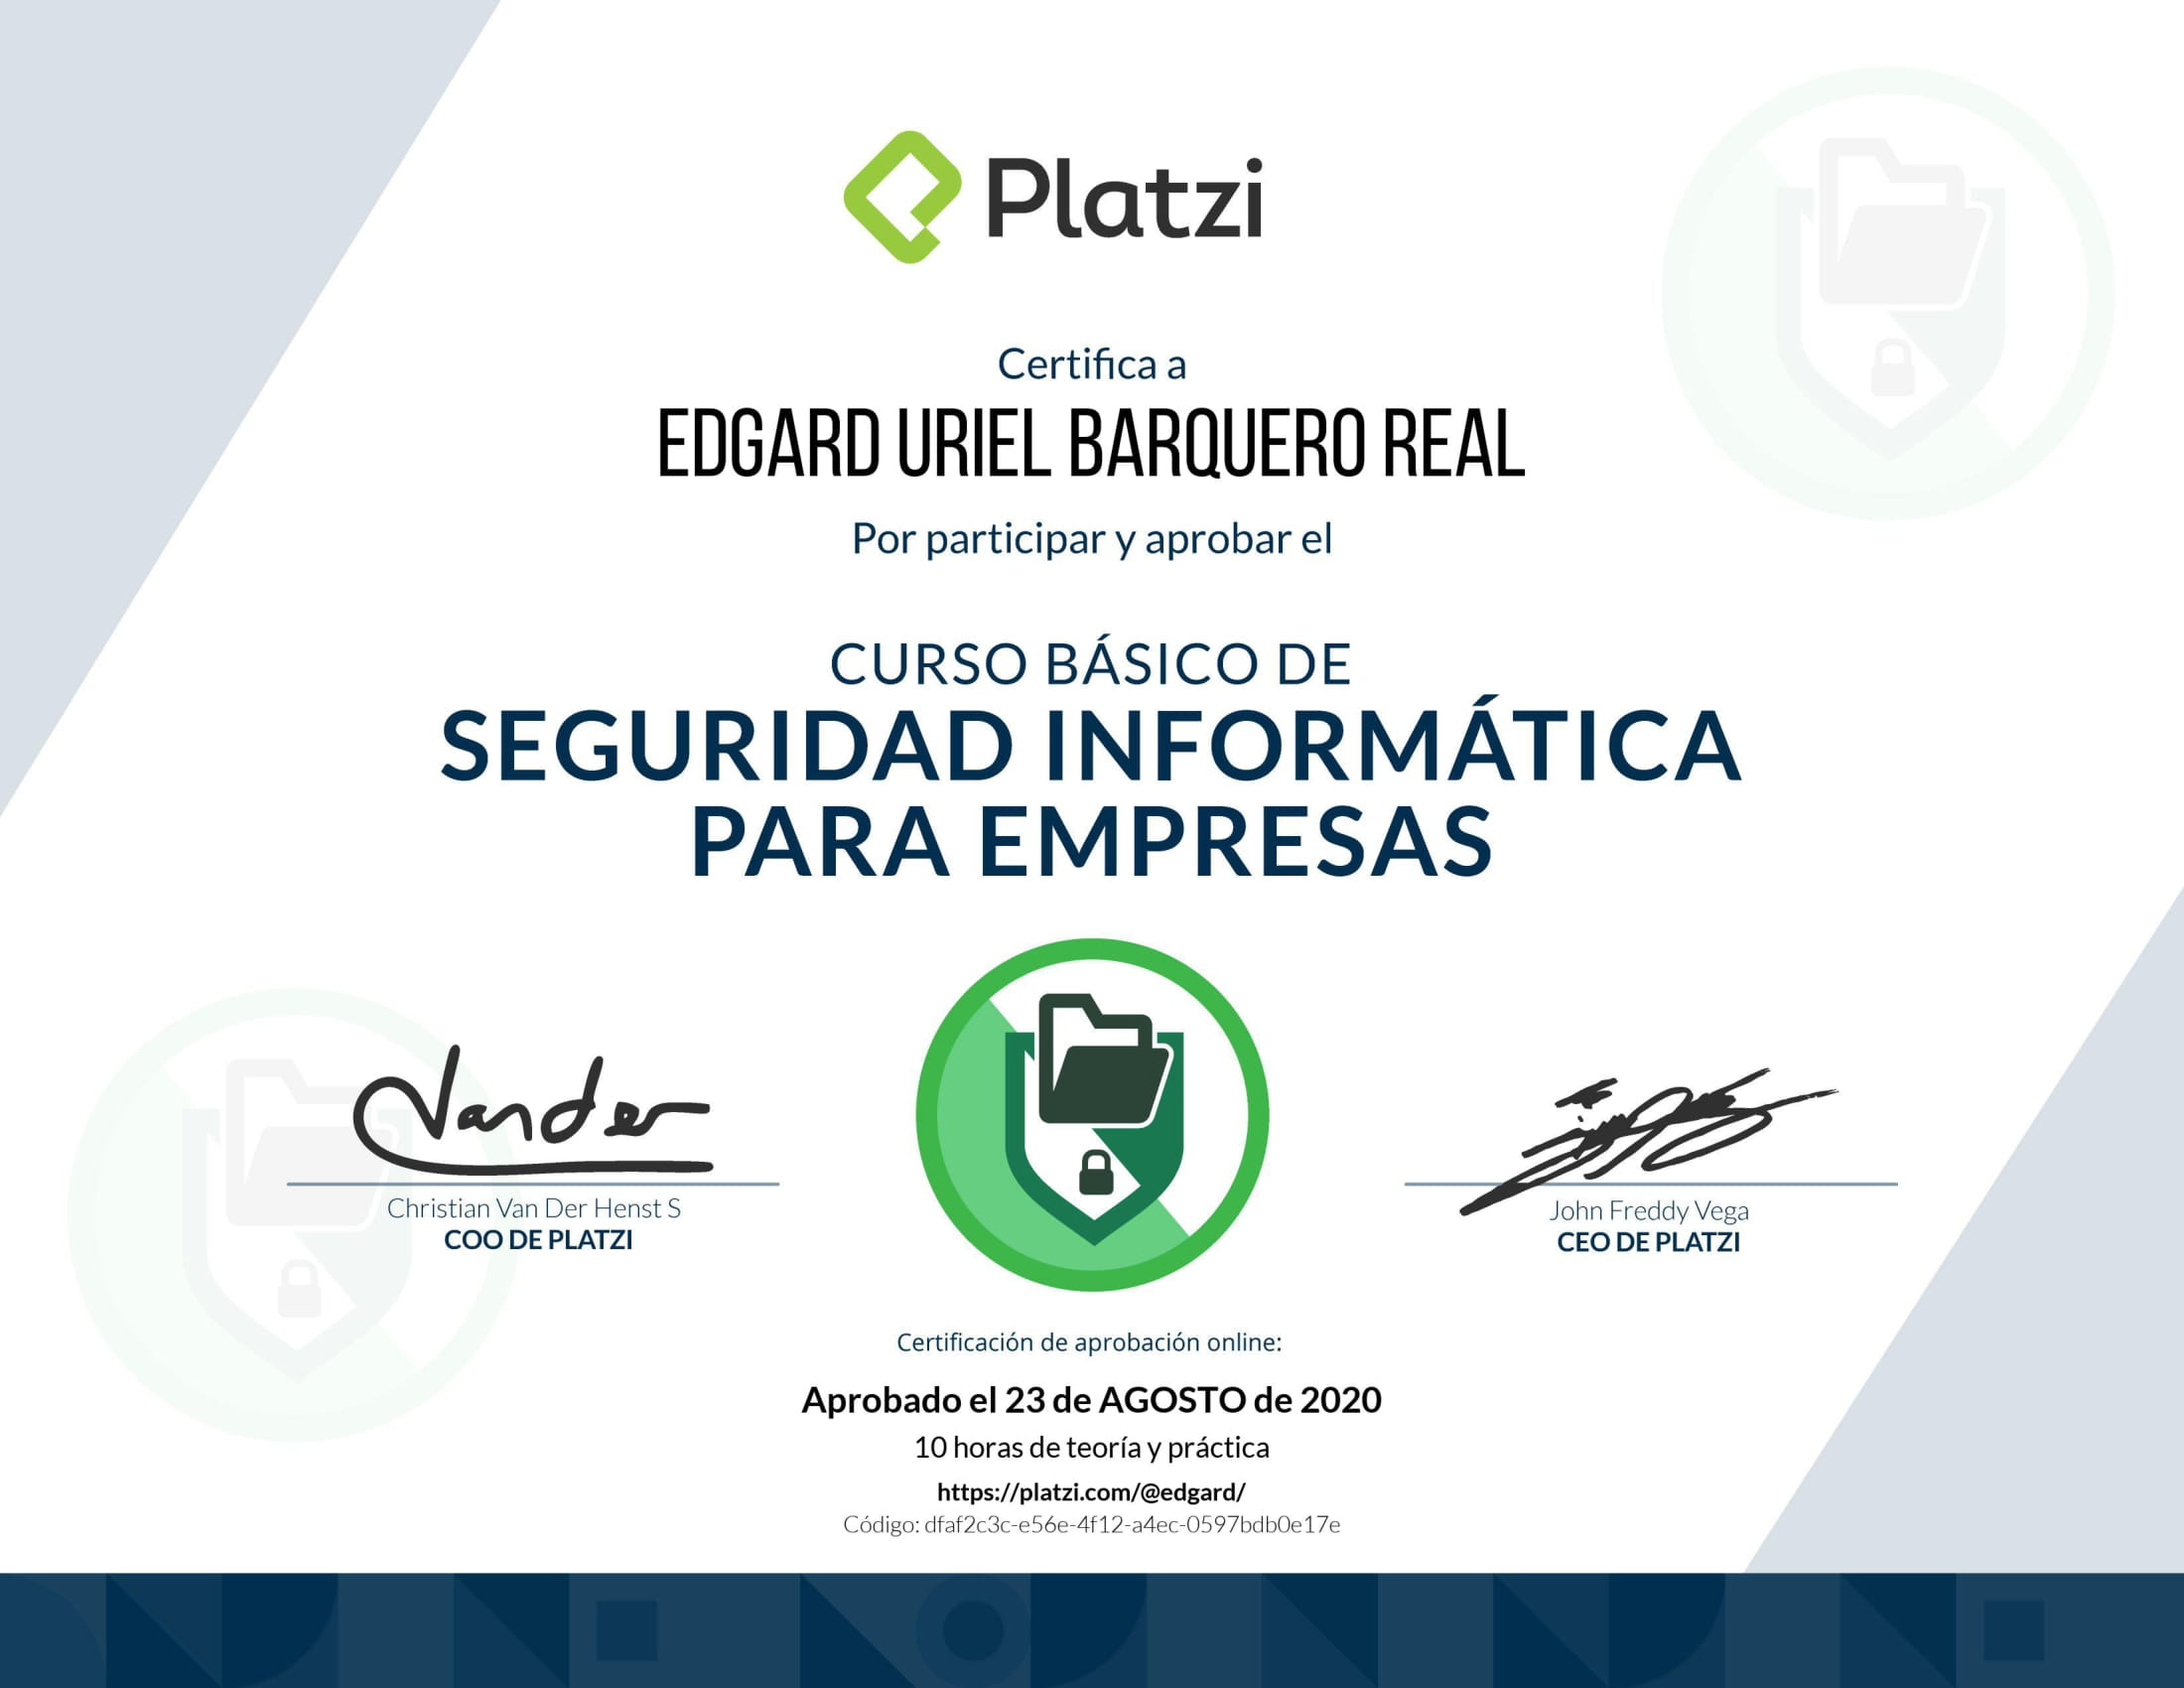 Platzi
Certifica a
EDGARD URIEL BARQUERO REAL
Por participar y aprobar el
CURSO BÁSICO DE
SEGURIDAD INFORMÁTICA
PARA EMPRESAS
Vander
Christian Van Der Henst S
COO DE PLATZI
John Freddy Vega
CEO DE PLATZI
Certificación de aprobación online:
Aprobado el 23 de AGOSTO de 2020
10 horas de teoría y práctica
https://platzi.com/@edgard/
Código: dfaf2c3c-e56e-4f12-a4ec-0597bdb0e17e